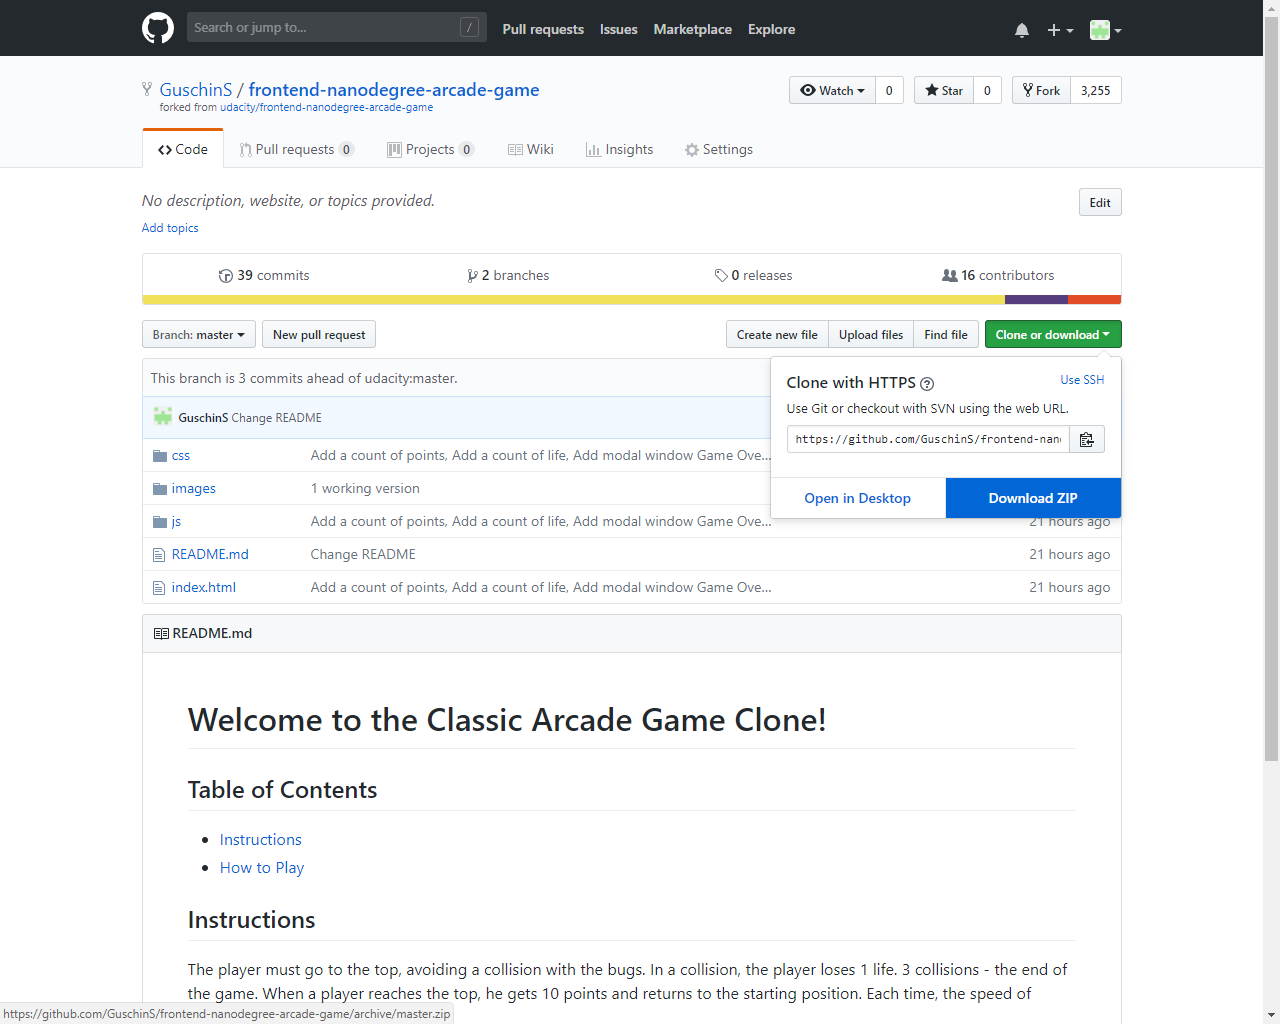 Search or jump to... /
Pull requests Issues Marketplace Explore
GuschinS / frontend-nanodegree-arcade-game
forked from udacity/frontend-nanodegree-arcade-game
Watch 0 Star 0 Fork 3,255
Code Pull requests 0 Projects 0 Wiki Insights Settings
No description, website, or topics provided.
Edit
Add topics
39 commits 2 branches 0 releases 16 contributors
Branch: master New pull request Create new file Upload files Find file Clone or download
This branch is 3 commits ahead of udacity:master.
GuschinS Change README
Clone with HTTPS ?
Use SSH
Use Git or checkout with SVN using the web URL.
https://github.com/GuschinS/frontend-nan
Open in Desktop Download ZIP
css Add a count of points, Add a count of life, Add modal window Game Ove...
images 1 working version
js Add a count of points, Add a count of life, Add modal window Game Ove... 21 hours ago
README.md Change README 21 hours ago
index.html Add a count of points, Add a count of life, Add modal window Game Ove... 21 hours ago
README.md
Welcome to the Classic Arcade Game Clone!
Table of Contents
Instructions
How to Play
Instructions
The player must go to the top, avoiding a collision with the bugs. In a collision, the player loses 1 life. 3 collisions - the end of
the game. When a player reaches the top, he gets 10 points and returns to the starting position. Each time, the speed of
https://github.com/GuschinS/frontend-nanodegree-arcade-game/archive/master.zip